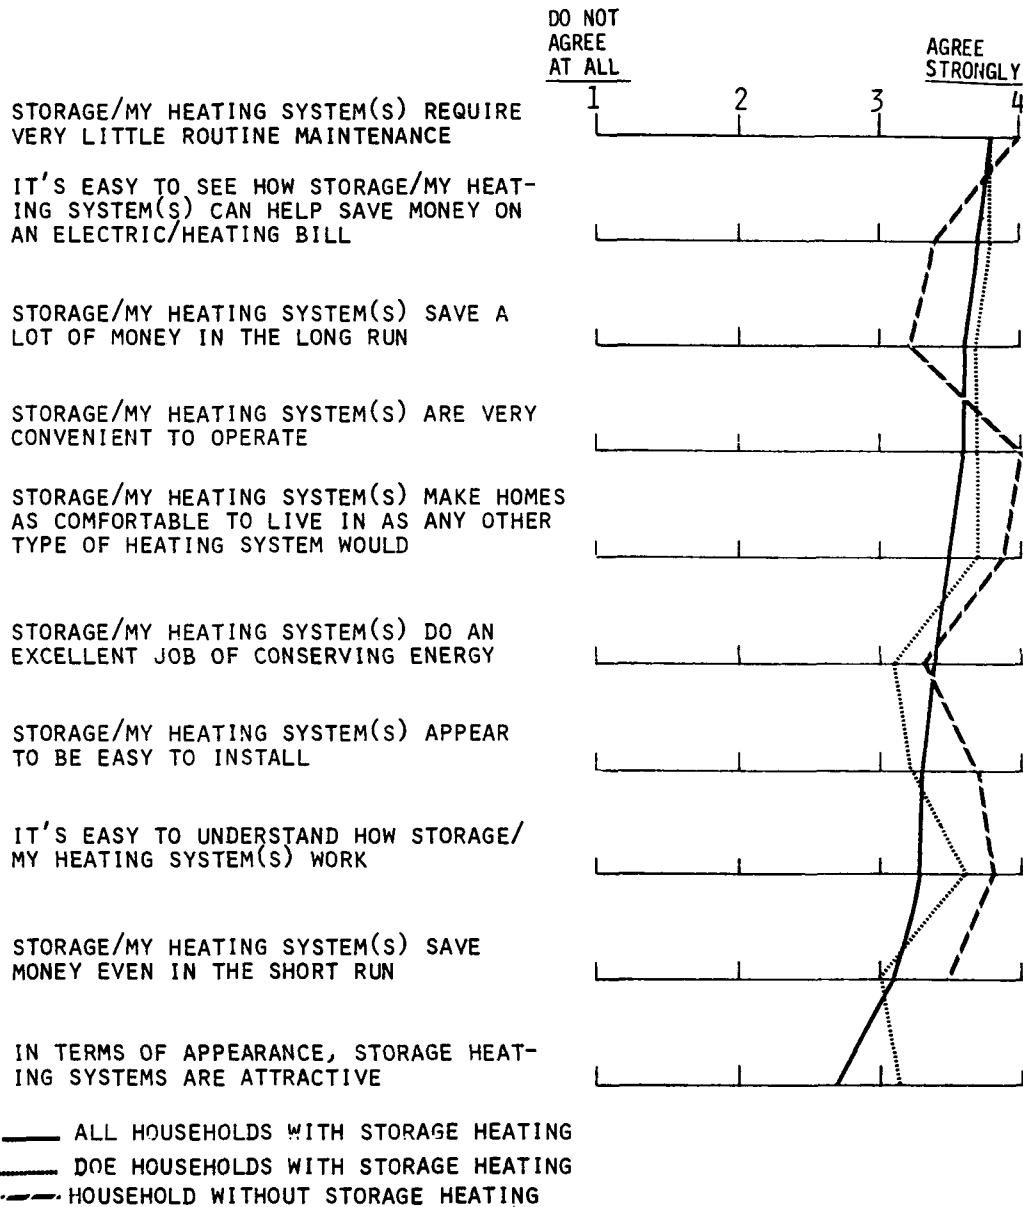 DO NOT
AGREE
AT ALL
AGREE
STRONGLY
1 2 3 4
STORAGE/MY HEATING SYSTEM(S) REQUIRE
VERY LITTLE ROUTINE MAINTENANCE
IT'S EASY TO SEE HOW STORAGE/MY HEAT-
ING SYSTEM(S) CAN HELP SAVE MONEY ON
AN ELECTRIC/HEATING BILL
STORAGE/MY HEATING SYSTEM(S) SAVE A
LOT OF MONEY IN THE LONG RUN
STORAGE/MY HEATING SYSTEM(S) ARE VERY
CONVENIENT TO OPERATE
STORAGE/MY HEATING SYSTEM(S) MAKE HOMES
AS COMFORTABLE TO LIVE IN AS ANY OTHER
TYPE OF HEATING SYSTEM WOULD
STORAGE/MY HEATING SYSTEM(S) DO AN
EXCELLENT JOB OF CONSERVING ENERGY
STORAGE/MY HEATING SYSTEM(S) APPEAR
TO BE EASY TO INSTALL
IT'S EASY TO UNDERSTAND HOW STORAGE/
MY HEATING SYSTEM(S) WORK
STORAGE/MY HEATING SYSTEM(S) SAVE
MONEY EVEN IN THE SHORT RUN
IN TERMS OF APPEARANCE, STORAGE HEAT-
ING SYSTEMS ARE ATTRACTIVE
ALL HOUSEHOLDS WITH STORAGE HEATING
DOE HOUSEHOLDS WITH STORAGE HEATING
HOUSEHOLD WITHOUT STORAGE HEATING